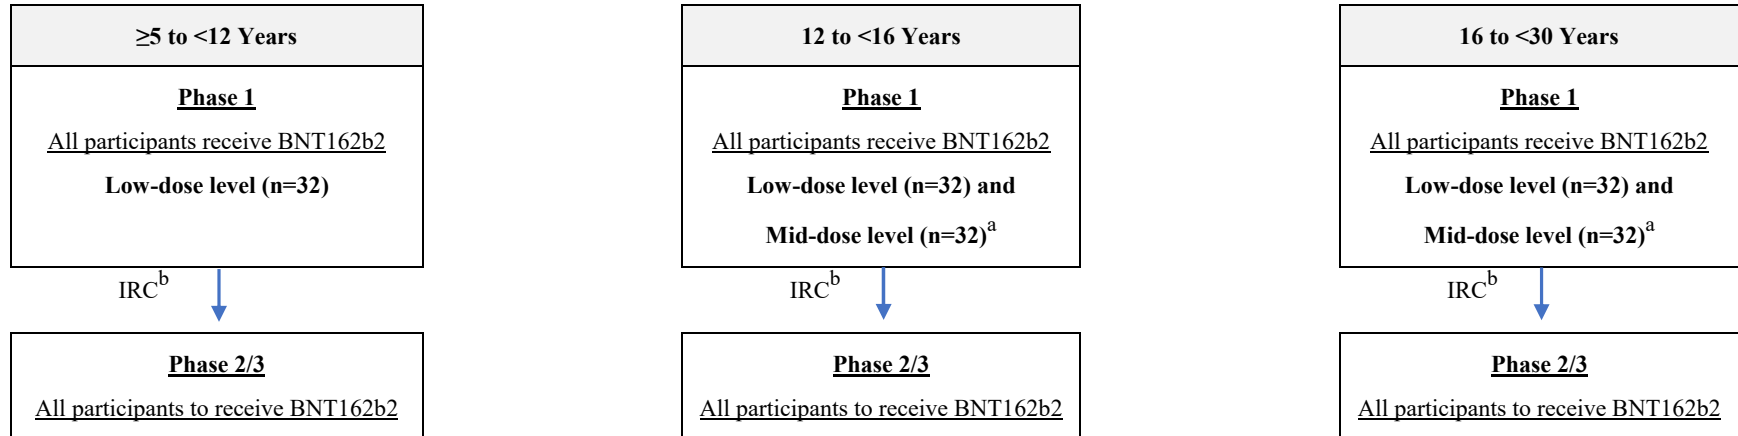 ≥5 to <12 Years
Phase 1
All participants receive BNT162b2
Low-dose level (n=32)
IRCb
Phase 2/3
All participants to receive BNT162b2
12 to <16 Years
Phase 1
All participants receive BNT162b2
Low-dose level (n=32) and
Mid-dose level (n=32)a
IRCb
Phase 2/3
All participants to receive BNT162b2
16 to <30 Years
Phase 1
All participants receive BNT162b2
Low-dose level (n=32) and
Mid-dose level (n=32)a
IRCb
Phase 2/3
All participants to receive BNT162b2